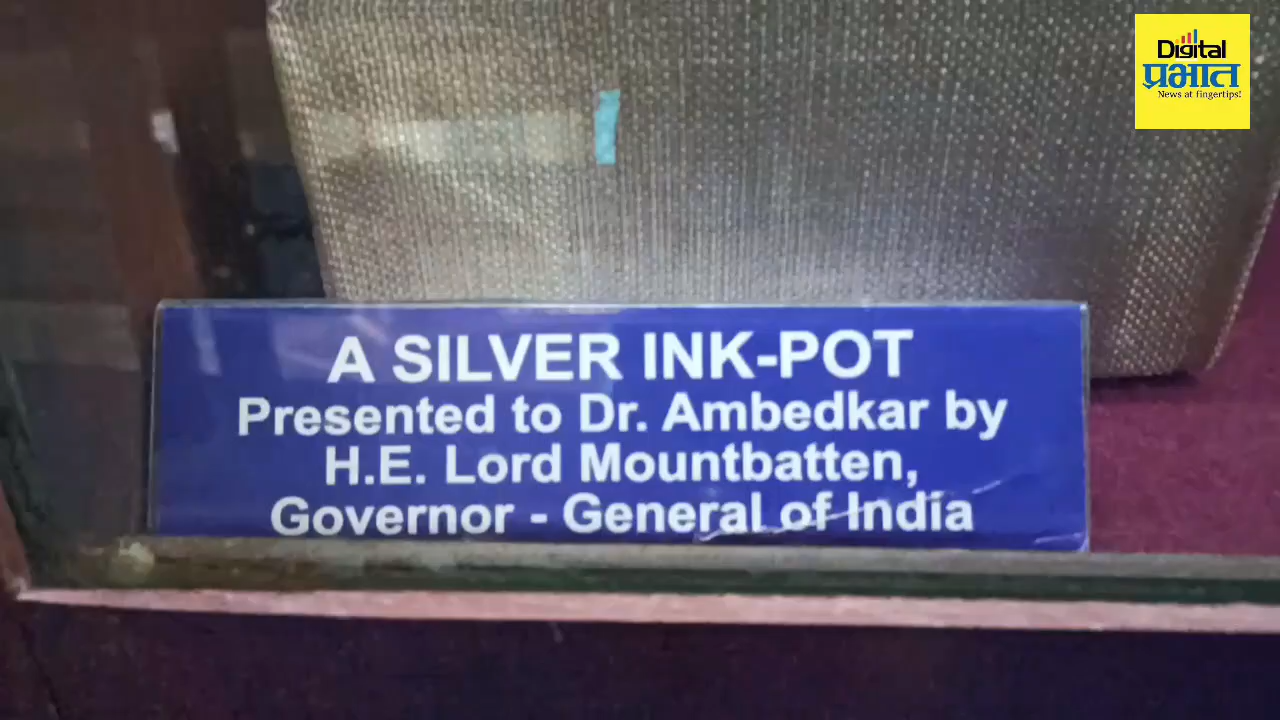 Digital
प्रभात
News at fingertips!
A SILVER INK-POT
Presented to Dr. Ambedkar by
H.E. Lord Mountbatten,
Governor - General of India